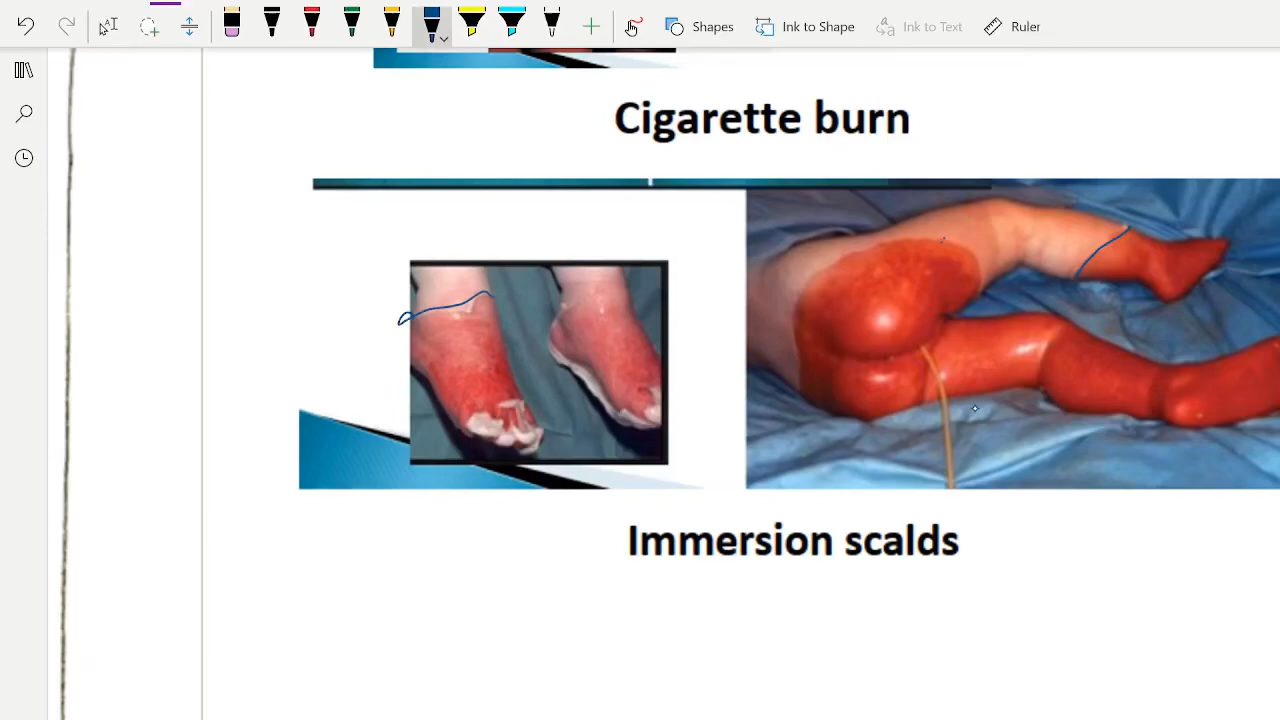 Shapes
Ink to Shape
Ink to Text
Ruler
Cigarette burn
Immersion scalds